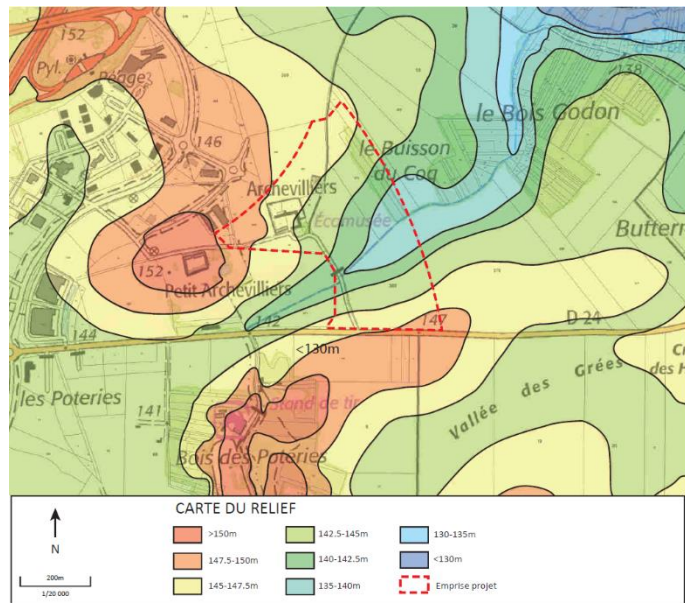 152
Pyl.
Péage
146
138
le Bois Godon
le Buisson
du Coq
Archevilliers
Écomusée
152
Petit Archevilliers
142
144
147
D 24
<130m
les Poteries
141
Stand de tir
Vallée des Grées
Bois des Poteries
CARTE DU RELIEF
N
200m
1/20 000
>150m
147.5-150m
145-147.5m
142.5-145m
140-142.5m
135-140m
130-135m
<130m
Emprise projet